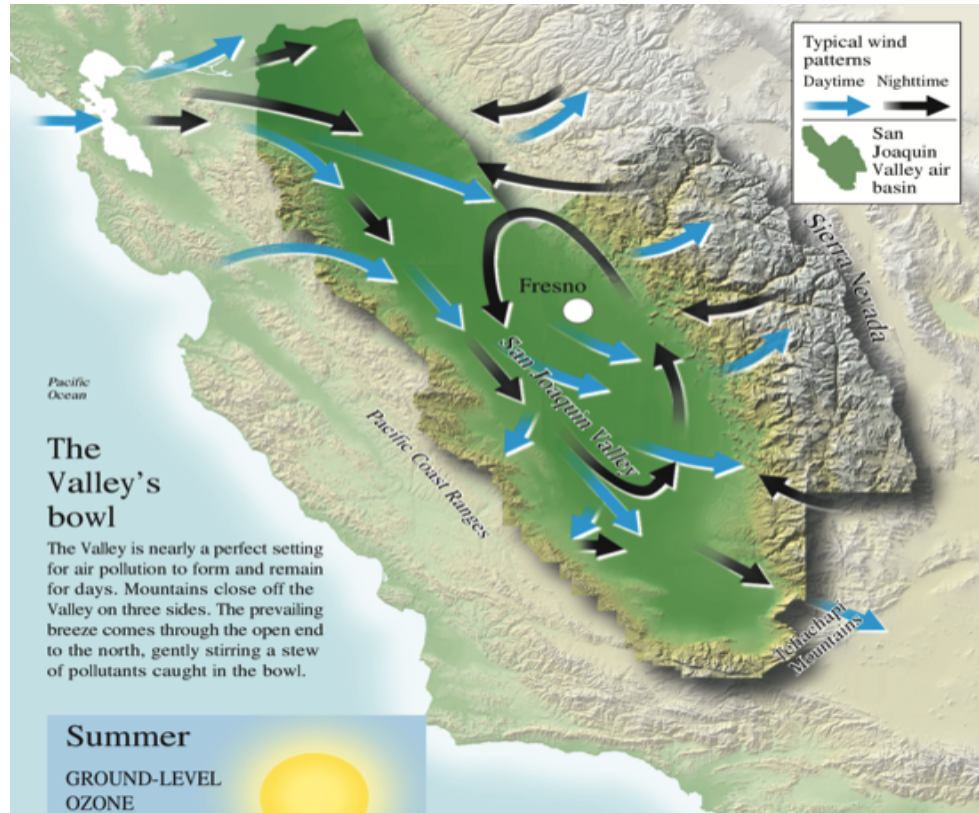 Typical wind
patterns
Daytime Nighttime
San
Joaquin
Valley air
basin
Sierra Nevada
Fresno
San Joaquin Valley
Pacific
Ocean
Pacific Coast Ranges
The
Valley's
bowl
The Valley is nearly a perfect setting
for air pollution to form and remain
for days. Mountains close off the
Valley on three sides. The prevailing
breeze comes through the open end
to the north, gently stirring a stew
of pollutants caught in the bowl.
Tehachapi
Mountains
Summer
GROUND-LEVEL
OZONE